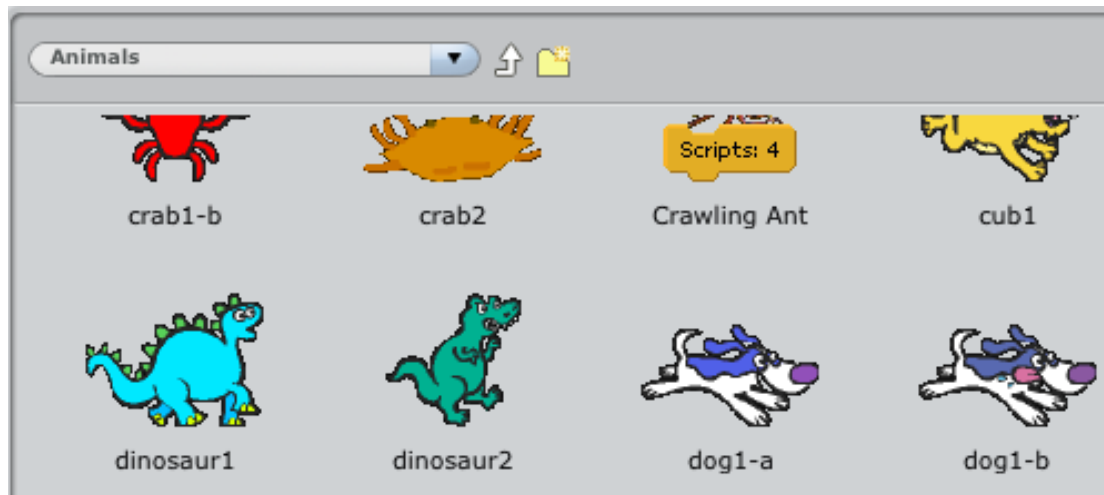 Animals
Scripts: 4
crab1-b
crab2
Crawling Ant
cub1
dinosaur1
dinosaur2
dog1-a
dog1-b